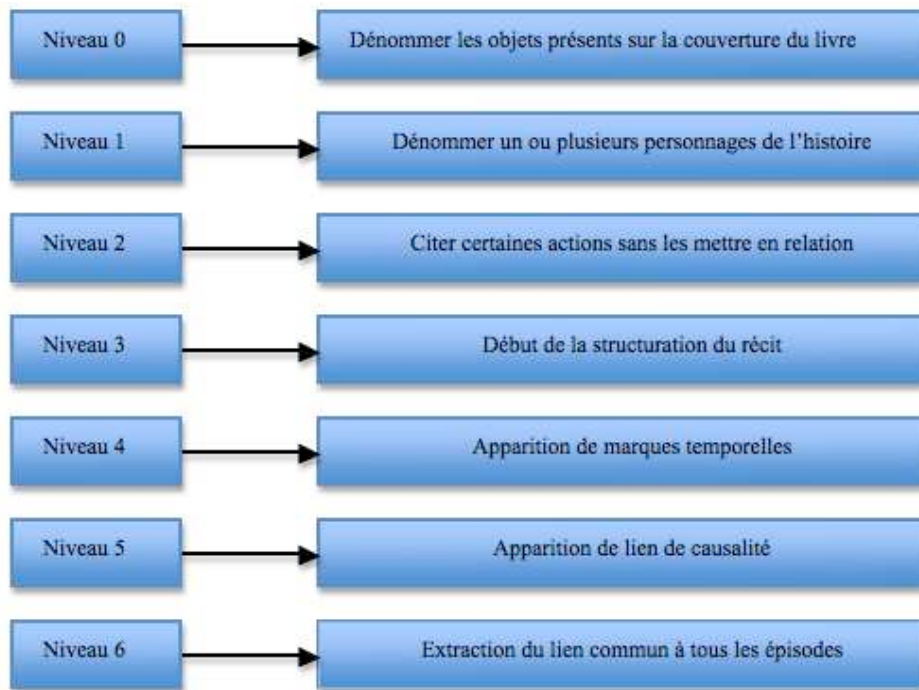 Niveau 0 Dénommer les objets présents sur la couverture du livre
Niveau 1 Dénommer un ou plusieurs personnages de l'histoire
Niveau 2 Citer certaines actions sans les mettre en relation
Niveau 3 Début de la structuration du récit
Niveau 4 Apparition de marques temporelles
Niveau 5 Apparition de lien de causalité
Niveau 6 Extraction du lien commun à tous les épisodes